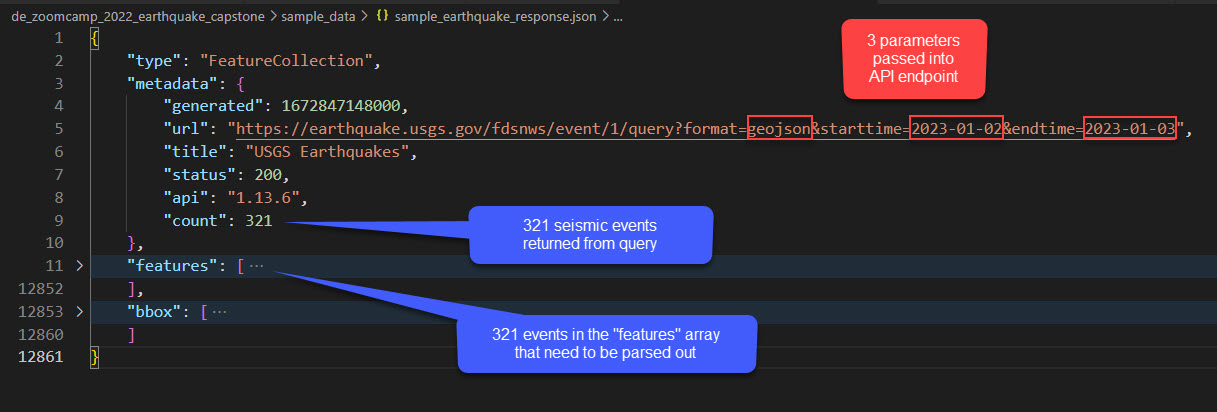 de_zoomcamp_2022_earthquake_capstone > sample_data > {} sample_earthquake_response.json > ...
3 parameters
passed into
API endpoint
1 {
2 "type": "FeatureCollection",
3 "metadata": {
4 "generated": 1672847148000,
5 "url": "https://earthquake.usgs.gov/fdsnws/event/1/query?format=geojson&starttime=2023-01-02&endtime=2023-01-03",
6 "title": "USGS Earthquakes",
7 "status": 200,
8 "api": "1.13.6",
9 "count": 321
321 seismic events
returned from query
10 },
11 > "features": [ ...
12852 ],
12853 > "bbox": [ ...
12860 ]
321 events in the "features" array
that need to be parsed out
12861 }